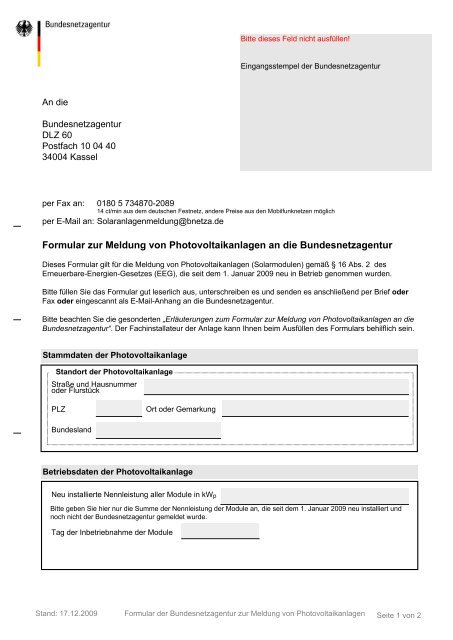 Bundesnetzagentur
Bitte dieses Feld nicht ausfüllen!
Eingangsstempel der Bundesnetzagentur
An die
Bundesnetzagentur
DLZ 60
Postfach 10 04 40
34004 Kassel
per Fax an: 0180 5 734870-2089
14 ct/min aus dem deutschen Festnetz, andere Preise aus den Mobilfunknetzen möglich
per E-Mail an: Solaranlagenmeldung@bnetza.de
Formular zur Meldung von Photovoltaikanlagen an die Bundesnetzagentur
Dieses Formular gilt für die Meldung von Photovoltaikanlagen (Solarmodulen) gemäß § 16 Abs. 2 des
Erneuerbare-Energien-Gesetzes (EEG), die seit dem 1. Januar 2009 neu in Betrieb genommen wurden.
Bitte füllen Sie das Formular gut leserlich aus, unterschreiben es und senden es anschließend per Brief oder
Fax oder eingescannt als E-Mail-Anhang an die Bundesnetzagentur.
Bitte beachten Sie die gesonderten „Erläuterungen zum Formular zur Meldung von Photovoltaikanlagen an die
Bundesnetzagentur“. Der Fachinstallateur der Anlage kann Ihnen beim Ausfüllen des Formulars behilflich sein.
Stammdaten der Photovoltaikanlage
Standort der Photovoltaikanlage
Straße und Hausnummer
oder Flurstück
PLZ Ort oder Gemarkung
Bundesland
Betriebsdaten der Photovoltaikanlage
Neu installierte Nennleistung aller Module in kWp
Bitte geben Sie hier nur die Summe der Nennleistung der Module an, die seit dem 1. Januar 2009 neu installiert und
noch nicht der Bundesnetzagentur gemeldet wurde.
Tag der Inbetriebnahme der Module
Stand: 17.12.2009 Formular der Bundesnetzagentur zur Meldung von Photovoltaikanlagen Seite 1 von 2